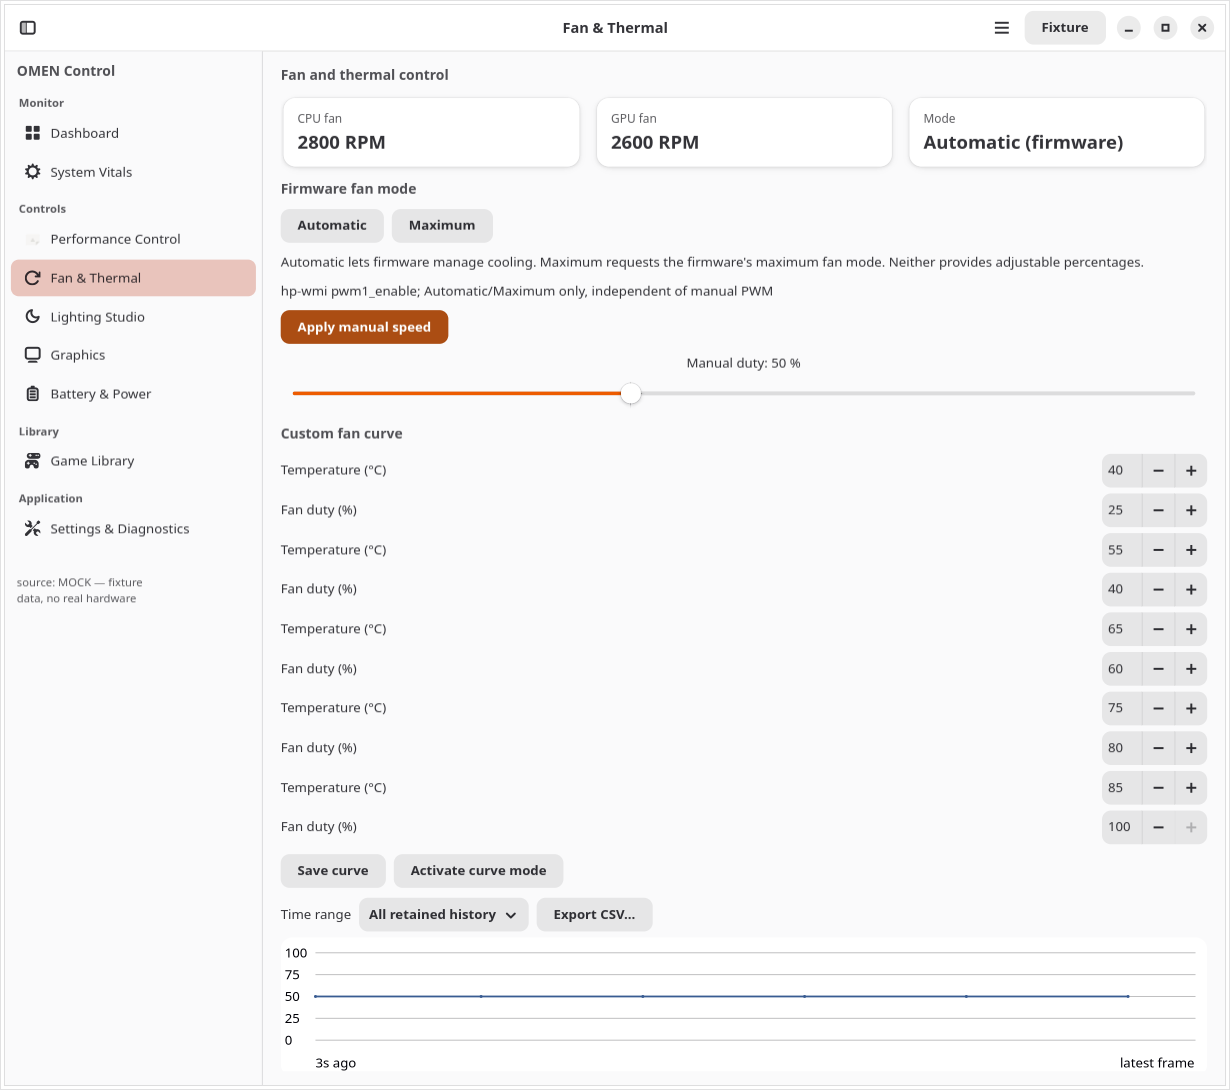 Fan & Thermal
Fixture
OMEN Control
Monitor
Dashboard
System Vitals
Controls
Performance Control
Fan & Thermal
Lighting Studio
Graphics
Battery & Power
Library
Game Library
Application
Settings & Diagnostics
source: MOCK — fixture
data, no real hardware
Fan and thermal control
CPU fan
2800 RPM
GPU fan
2600 RPM
Mode
Automatic (firmware)
Firmware fan mode
Automatic
Maximum
Automatic lets firmware manage cooling. Maximum requests the firmware's maximum fan mode. Neither provides adjustable percentages.
hp-wmi pwm1_enable; Automatic/Maximum only, independent of manual PWM
Apply manual speed
Manual duty: 50 %
Custom fan curve
Temperature (°C) 40
Fan duty (%) 25
Temperature (°C) 55
Fan duty (%) 40
Temperature (°C) 65
Fan duty (%) 60
Temperature (°C) 75
Fan duty (%) 80
Temperature (°C) 85
Fan duty (%) 100
Save curve
Activate curve mode
Time range
All retained history
Export CSV...
100
75
50
25
0
3s ago
latest frame